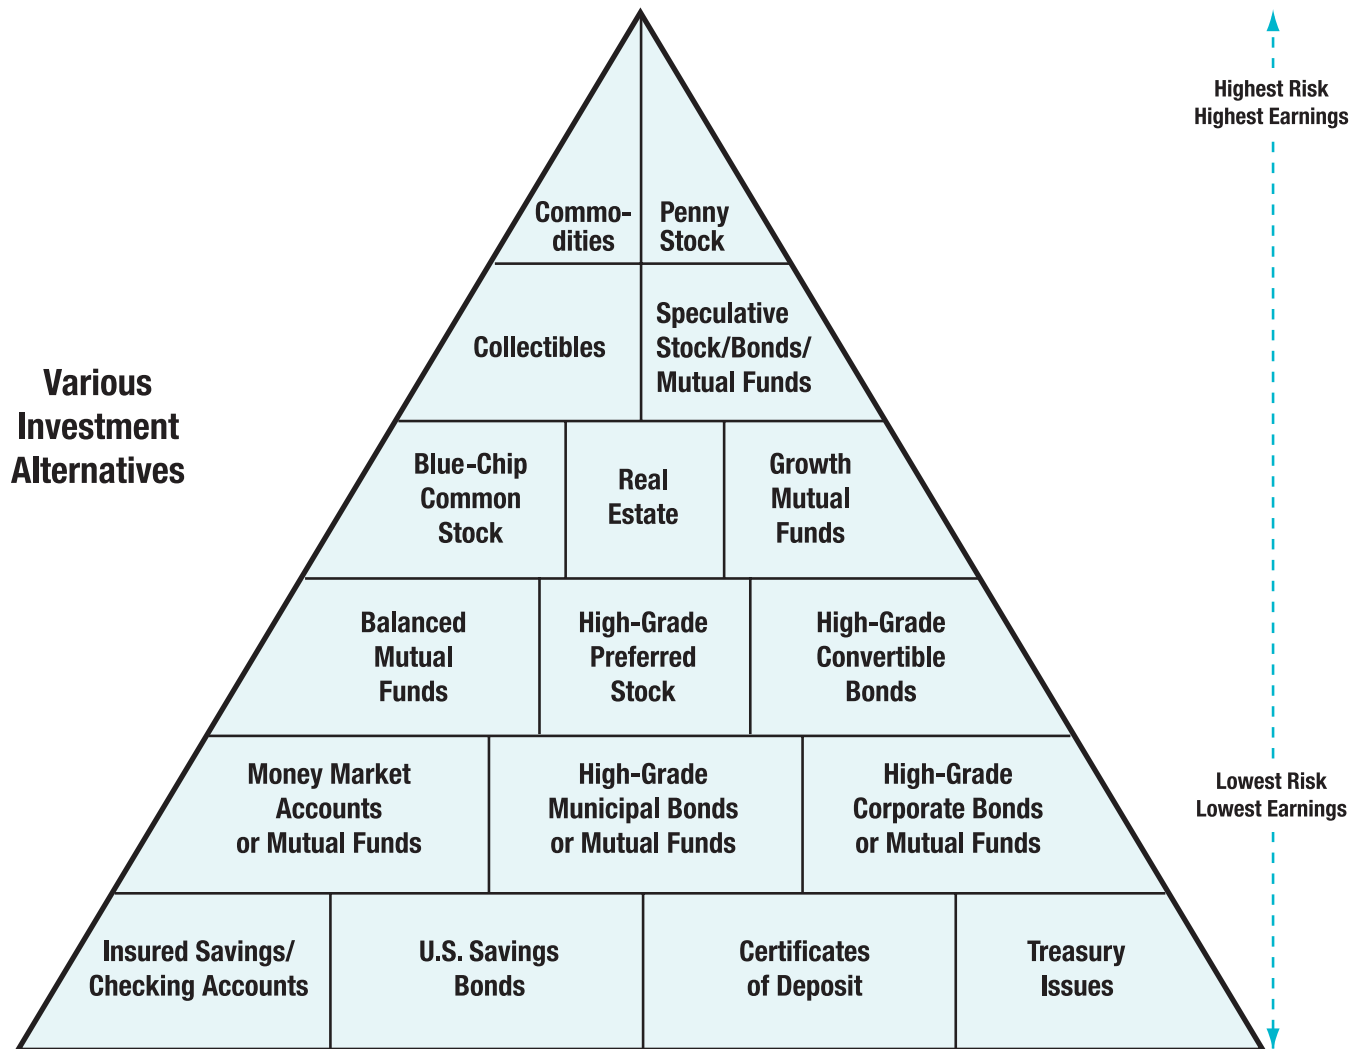 Highest Risk
Highest Earnings
Commo-
dities
Penny
Stock
Collectibles
Speculative
Stock/Bonds/
Mutual Funds
Various
Investment
Alternatives
Blue-Chip
Common
Stock
Real
Estate
Growth
Mutual
Funds
Balanced
Mutual
Funds
High-Grade
Preferred
Stock
High-Grade
Convertible
Bonds
Money Market
Accounts
or Mutual Funds
High-Grade
Municipal Bonds
or Mutual Funds
High-Grade
Corporate Bonds
or Mutual Funds
Lowest Risk
Lowest Earnings
Insured Savings/
Checking Accounts
U.S. Savings
Bonds
Certificates
of Deposit
Treasury
Issues